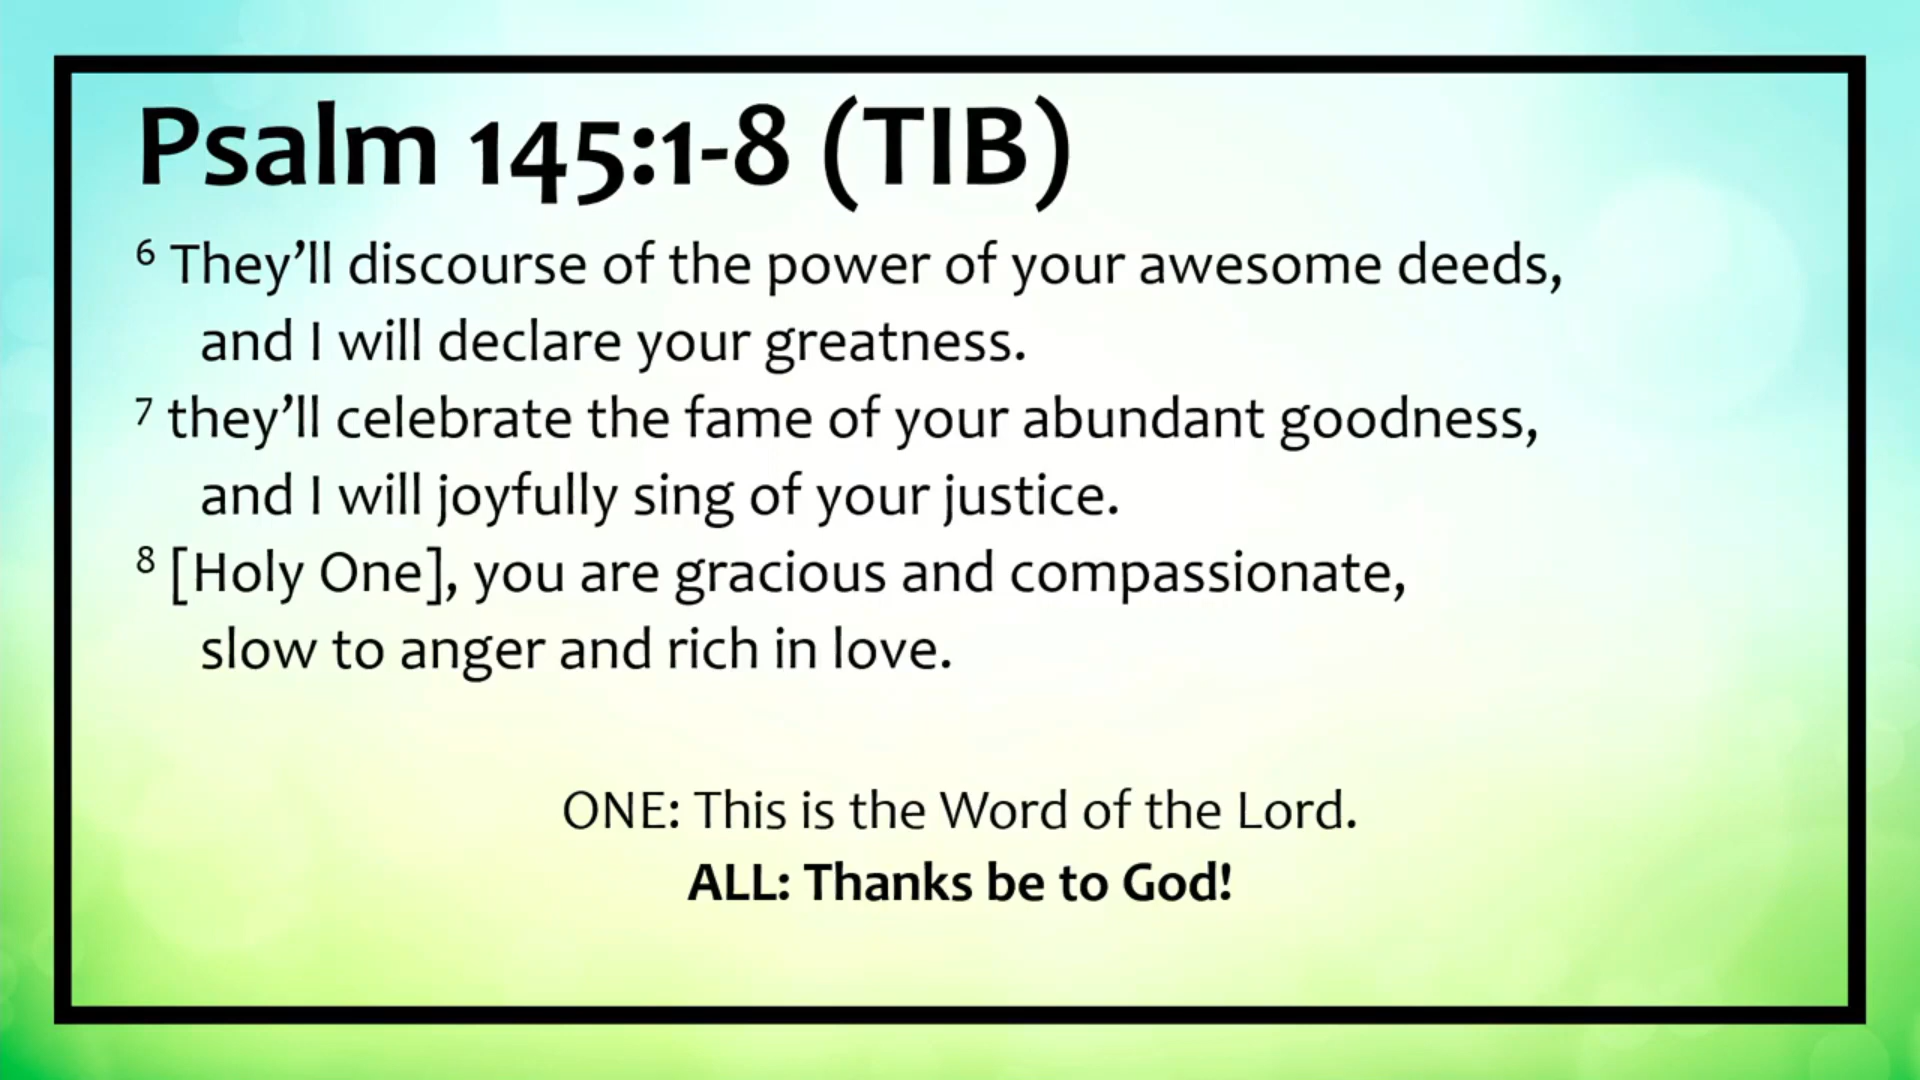 Psalm 145:1-8 (TIB)
6 They’ll discourse of the power of your awesome deeds,
and I will declare your greatness.
7 they’ll celebrate the fame of your abundant goodness,
and I will joyfully sing of your justice.
8 [Holy One], you are gracious and compassionate,
slow to anger and rich in love.
ONE: This is the Word of the Lord.
ALL: Thanks be to God!